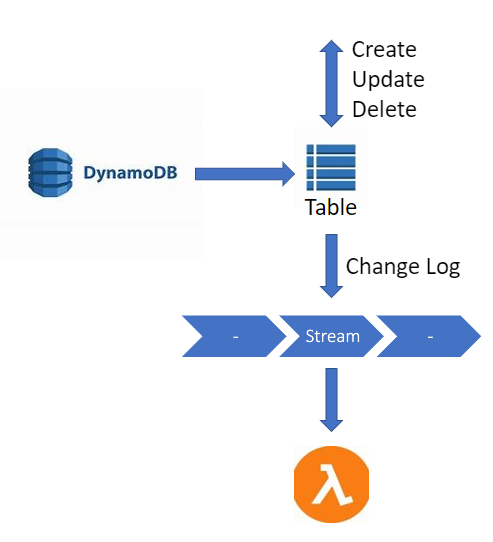 Create
Update
Delete
DynamoDB
Table
Change Log
- Stream -
λ